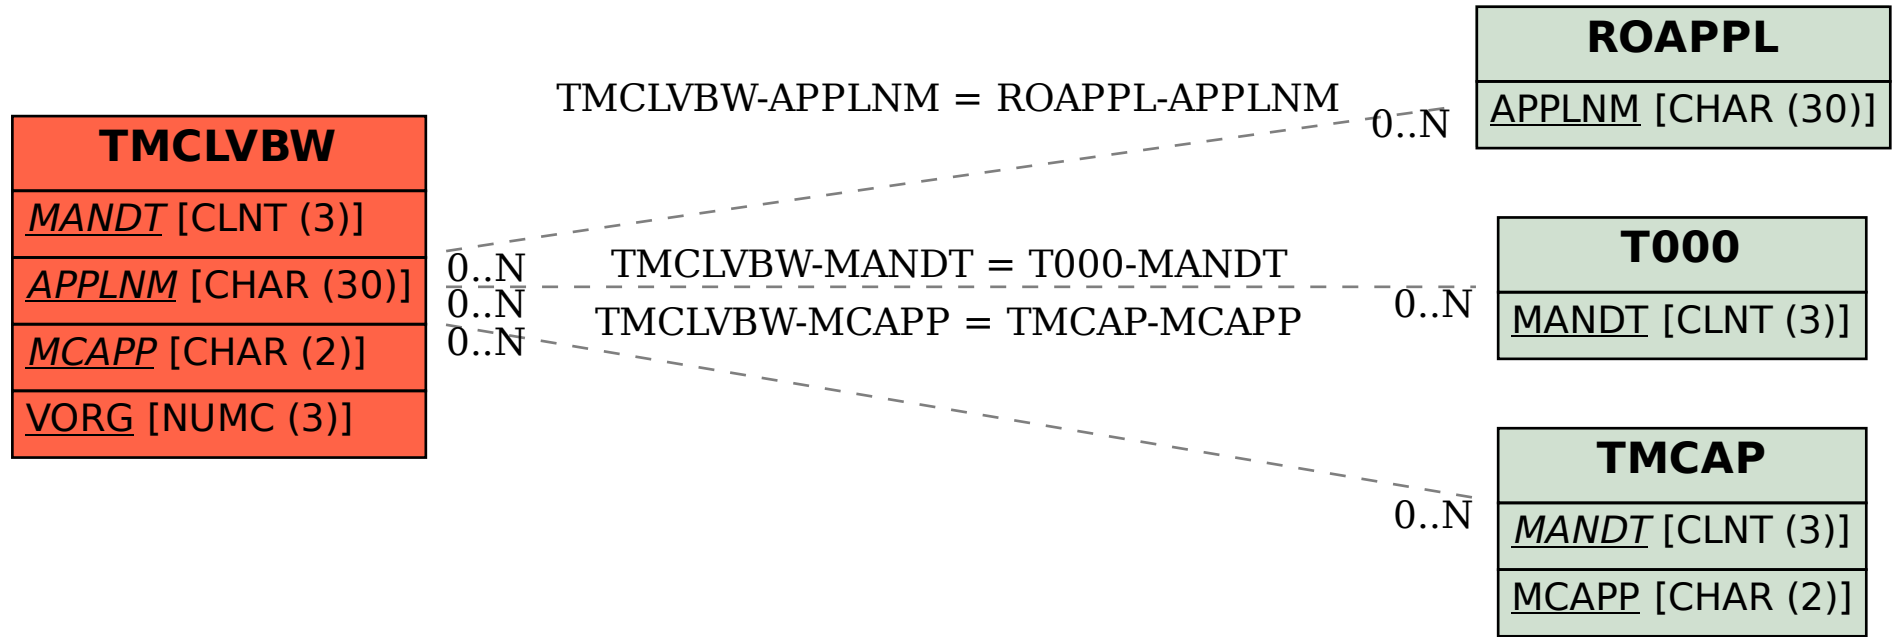 TMCLVBW
MANDT [CLNT (3)]
APPLNM [CHAR (30)]
MCAPP [CHAR (2)]
VORG [NUMC (3)]
TMCLVBW-APPLNM = ROAPPL-APPLNM
0..N
0..N
TMCLVBW-MANDT = T000-MANDT
0..N
0..N
TMCLVBW-MCAPP = TMCAP-MCAPP
0..N
0..N
ROAPPL
APPLNM [CHAR (30)]
T000
MANDT [CLNT (3)]
TMCAP
MANDT [CLNT (3)]
MCAPP [CHAR (2)]